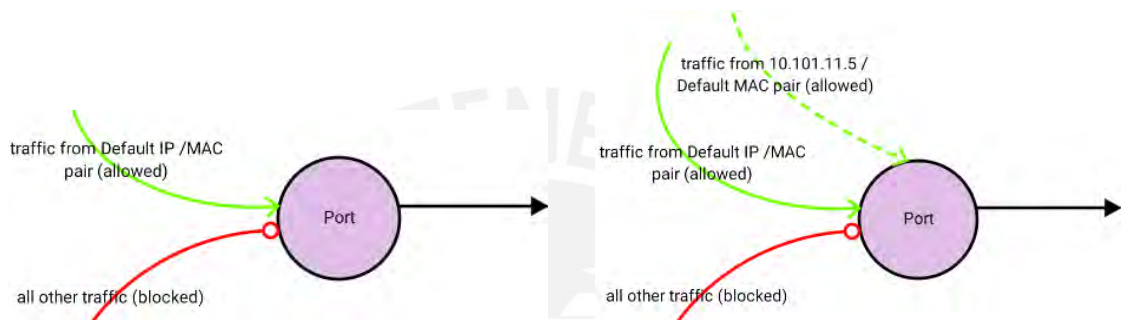 traffic from Default IP /MAC
pair (allowed)
Port
all other traffic (blocked)
traffic from 10.101.11.5 /
Default MAC pair (allowed)
traffic from Default IP /MAC
pair (allowed)
Port
all other traffic (blocked)